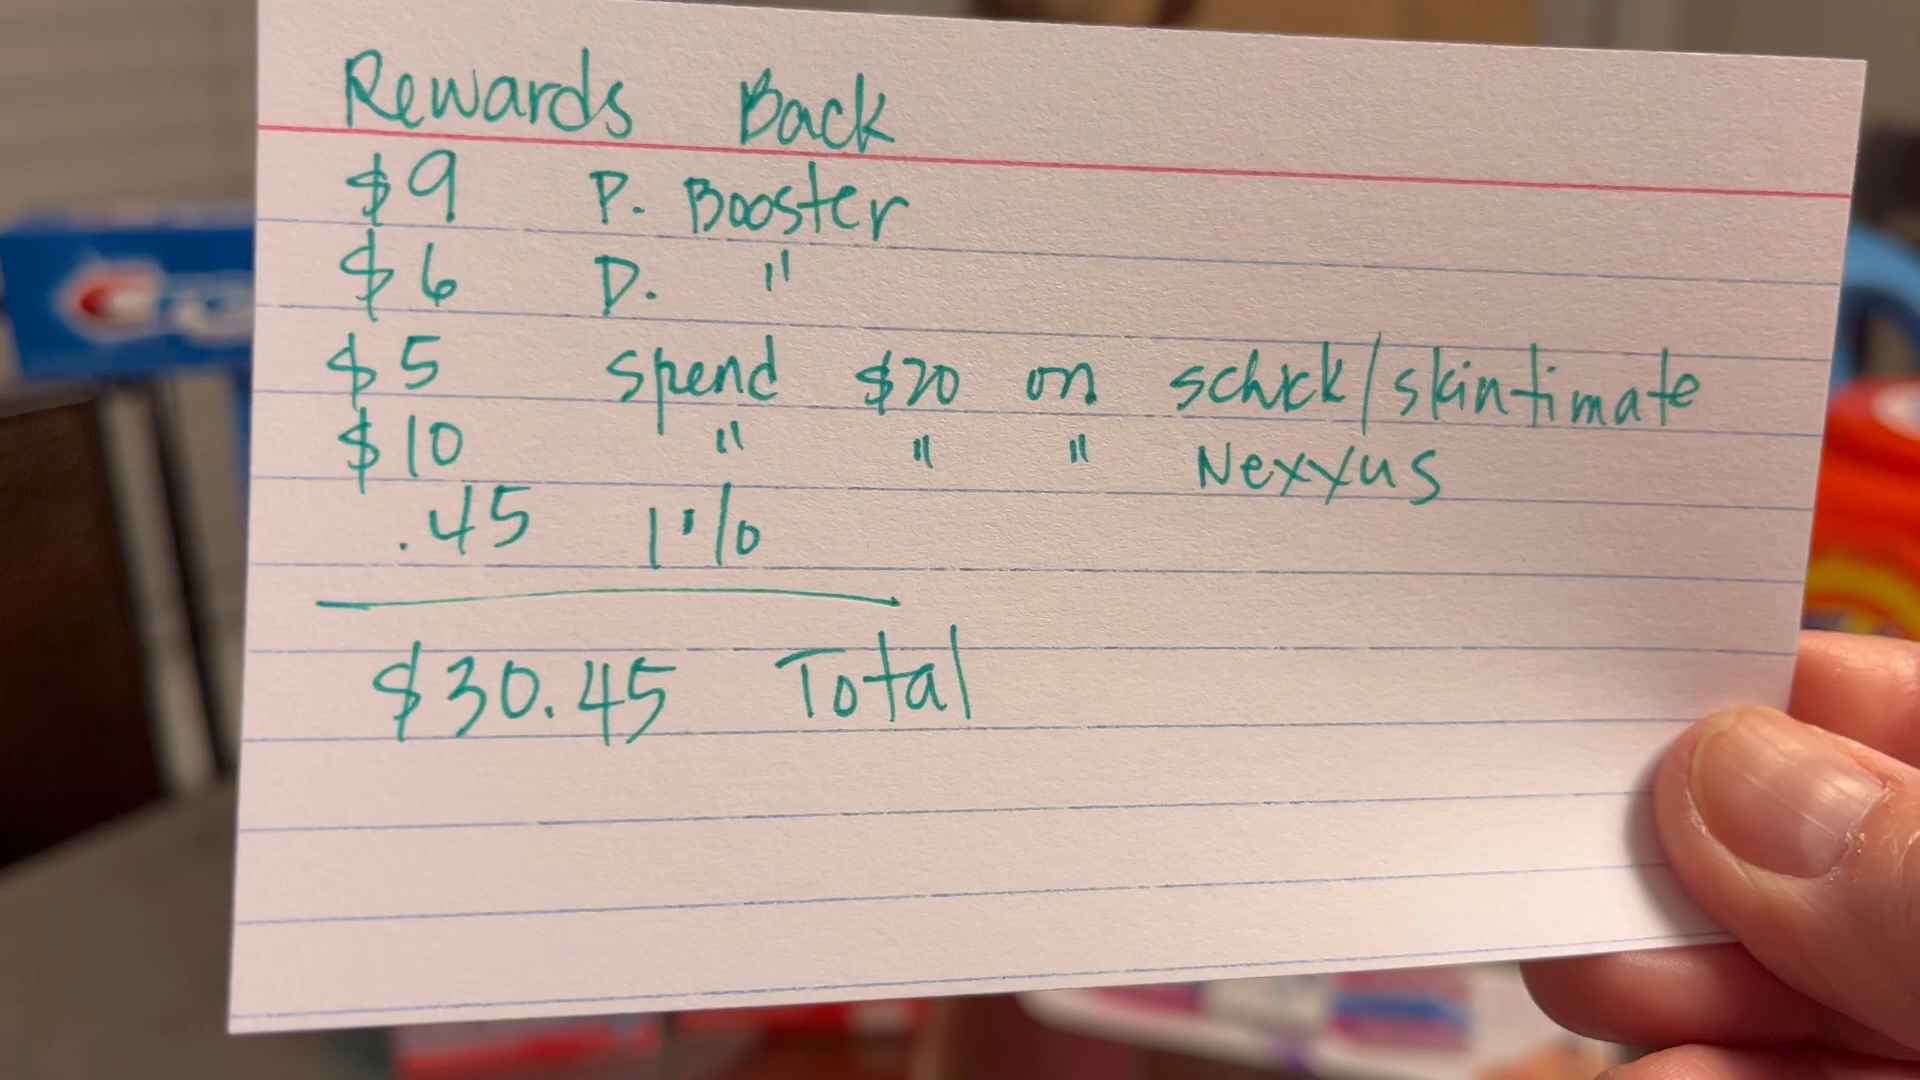 Rewards Back
$9 P. Booster
$6 D. "
$5 spend $20 on schick/skintimate
$10 " " " Nexxus
.45 1%
$30.45 Total